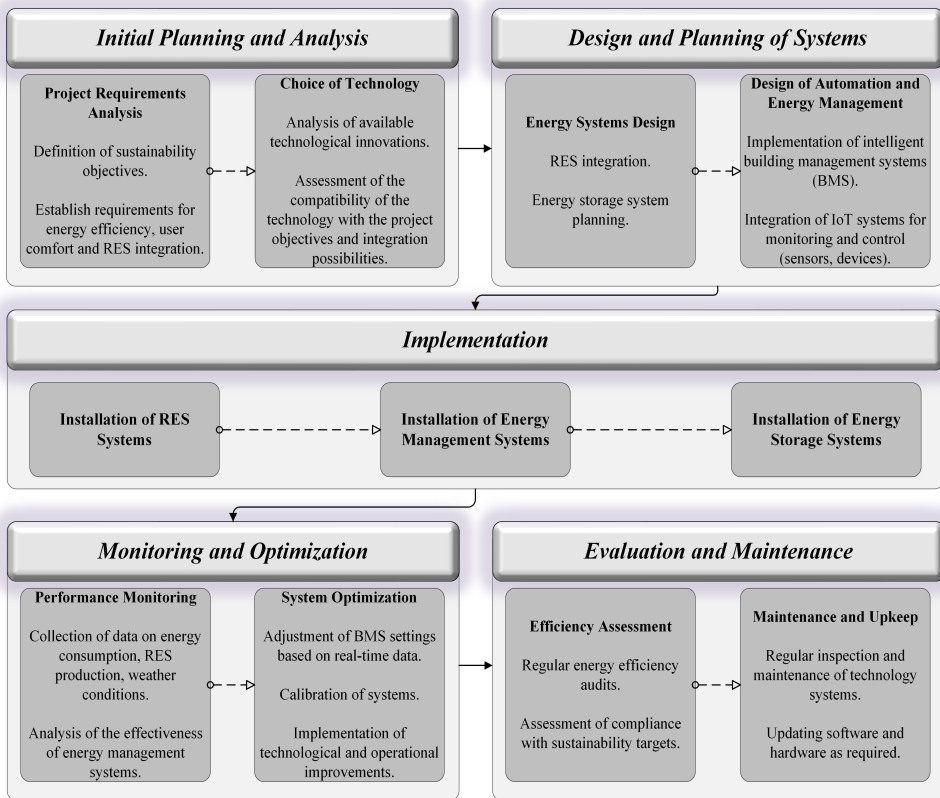 Initial Planning and Analysis
Project Requirements
Analysis
Definition of sustainability
objectives.
Establish requirements for
energy efficiency, user
comfort and RES integration.
Choice of Technology
Analysis of available
technological innovations.
Assessment of the
compatibility of the
technology with the project
objectives and integration
possibilities.
Design and Planning of Systems
Energy Systems Design
RES integration.
Energy storage system
planning.
Design of Automation and
Energy Management
Implementation of intelligent
building management systems
(BMS).
Integration of IoT systems for
monitoring and control
(sensors, devices).
Implementation
Installation of RES
Systems
Installation of Energy
Management Systems
Installation of Energy
Storage Systems
Monitoring and Optimization
Performance Monitoring
Collection of data on energy
consumption, RES
production, weather
conditions.
Analysis of the effectiveness
of energy management
systems.
System Optimization
Adjustment of BMS settings
based on real-time data.
Calibration of systems.
Implementation of
technological and operational
improvements.
Evaluation and Maintenance
Efficiency Assessment
Regular energy efficiency
audits.
Assessment of compliance
with sustainability targets.
Maintenance and Upkeep
Regular inspection and
maintenance of technology
systems.
Updating software and
hardware as required.